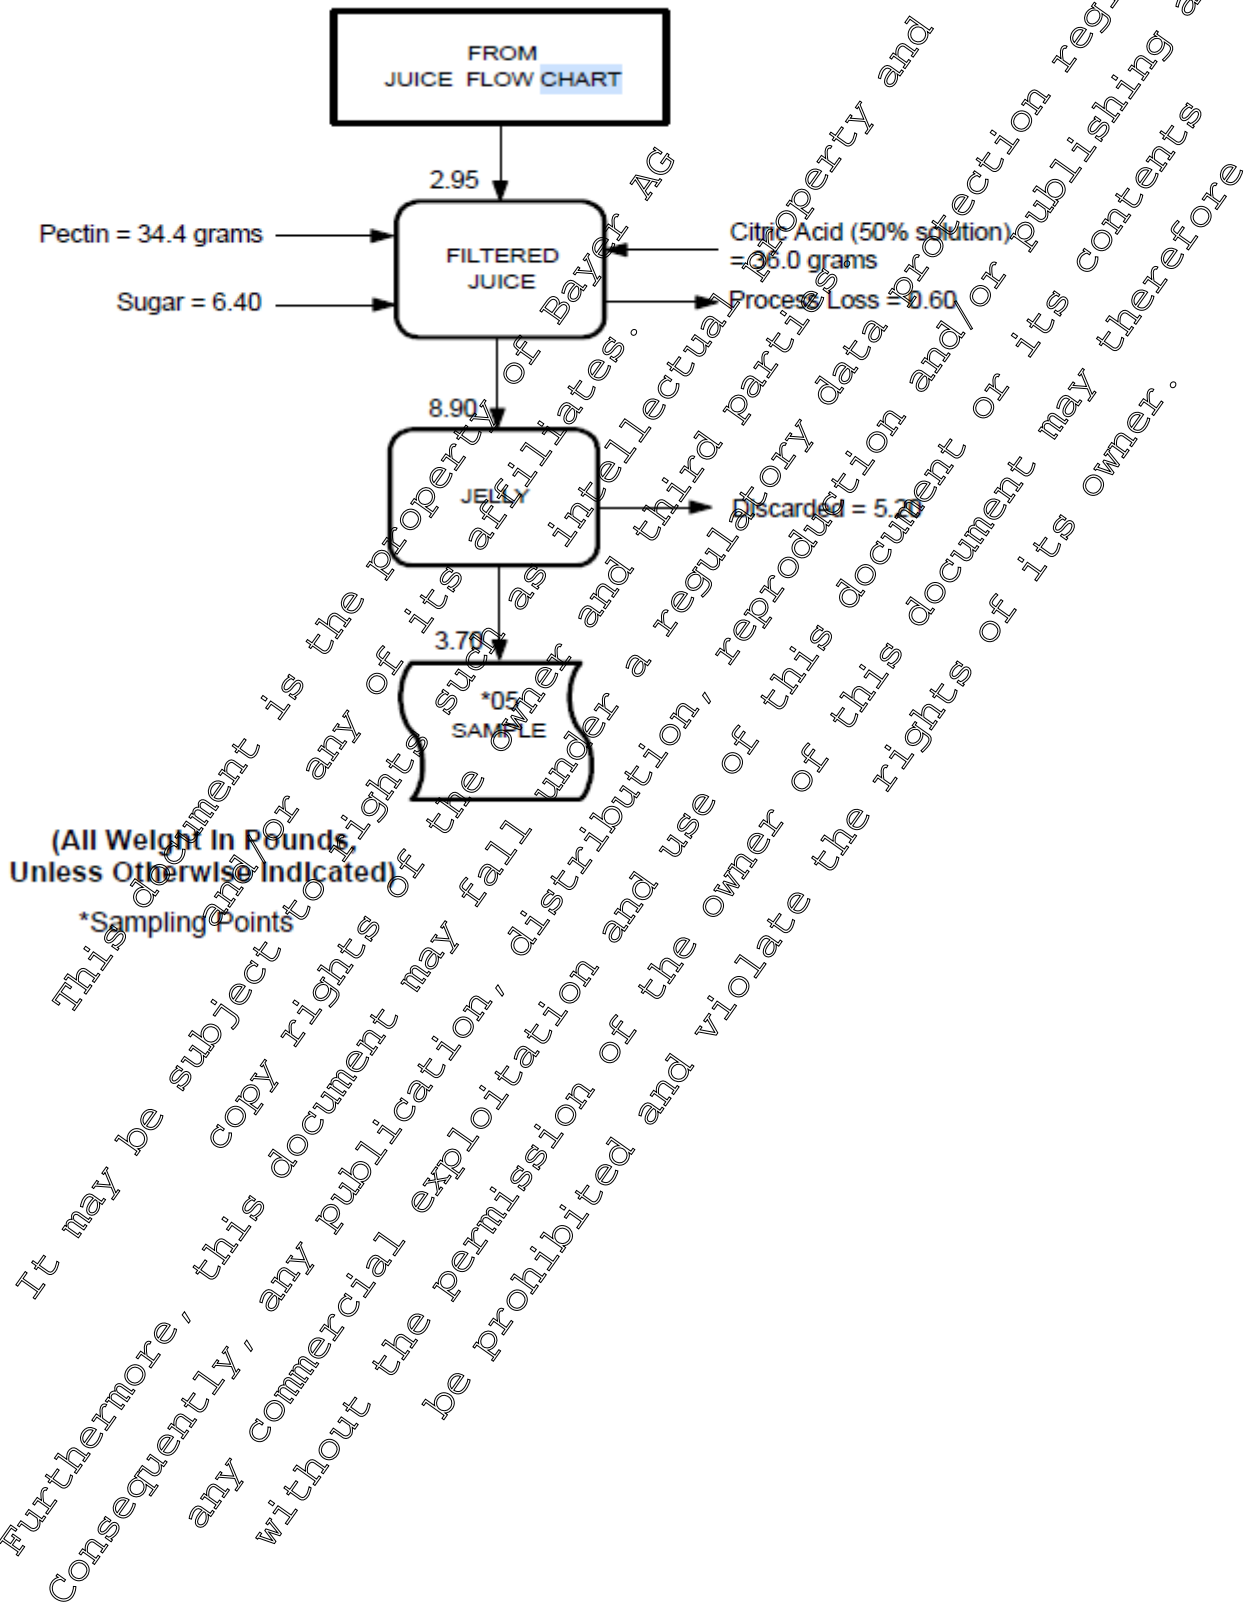 FROM
JUICE FLOW CHART
2.95
Pectin = 34.4 grams
Citric Acid (50% solution)
= 36.0 grams
FILTERED
JUICE
Sugar = 6.40
Process Loss = 0.60
8.90
JELLY
Discarded = 5.20
3.70
*05
SAMPLE
(All Weight In Pounds,
Unless Otherwise Indicated)
*Sampling Points
This document is the property of Bayer AG
and/or any of its affiliates.
It may be subject to rights such as intellectual property and
copy rights of the owner and third parties.
Furthermore, this document may fall under a regulatory data protection reg-
Consequently, any publication, distribution, reproduction and/or publishing a
any commercial exploitation and use of this document or its contents
without the permission of the owner of this document may therefore
be prohibited and violate the rights of its owner.